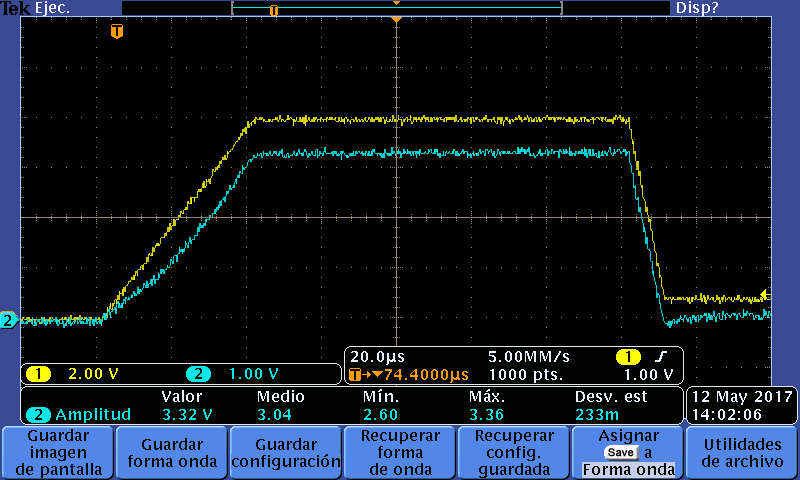 Tek Ejec. Disp?
T
T
2
20.0µs 5.00MM/s 1
T 74.4000µs 1000 pts. 1.00 V
1 2.00 V 2 1.00 V
Valor Medio Mín. Máx. Desv. est
2 Amplitud 3.32 V 3.04 2.60 3.36 233m
12 May 2017
14:02:06
Guardar
imagen
de pantalla
Guardar
forma onda
Guardar
configuración
Recuperar
forma
de onda
Recuperar
config.
guardada
Asignar
Save a
Forma onda
Utilidades
de archivo